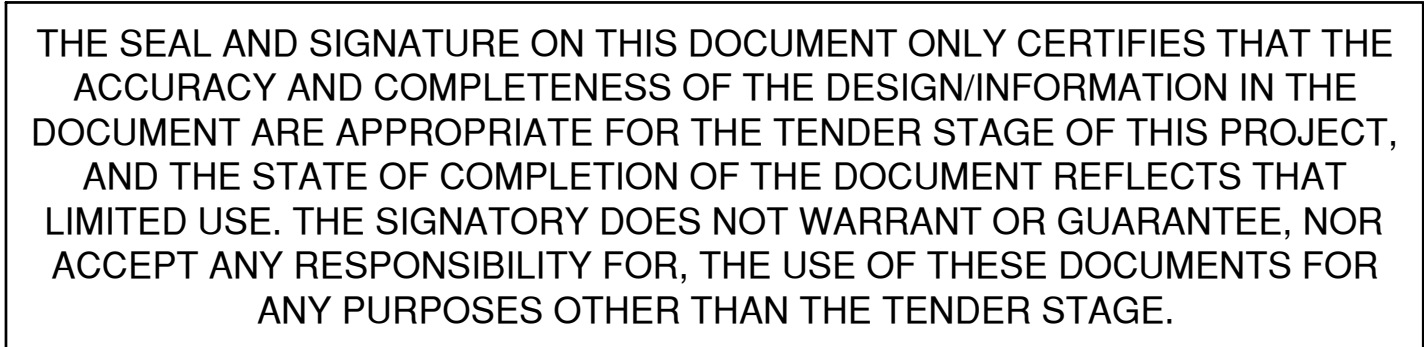 THE SEAL AND SIGNATURE ON THIS DOCUMENT ONLY CERTIFIES THAT THE
ACCURACY AND COMPLETENESS OF THE DESIGN/INFORMATION IN THE
DOCUMENT ARE APPROPRIATE FOR THE TENDER STAGE OF THIS PROJECT,
AND THE STATE OF COMPLETION OF THE DOCUMENT REFLECTS THAT
LIMITED USE. THE SIGNATORY DOES NOT WARRANT OR GUARANTEE, NOR
ACCEPT ANY RESPONSIBILITY FOR, THE USE OF THESE DOCUMENTS FOR
ANY PURPOSES OTHER THAN THE TENDER STAGE.